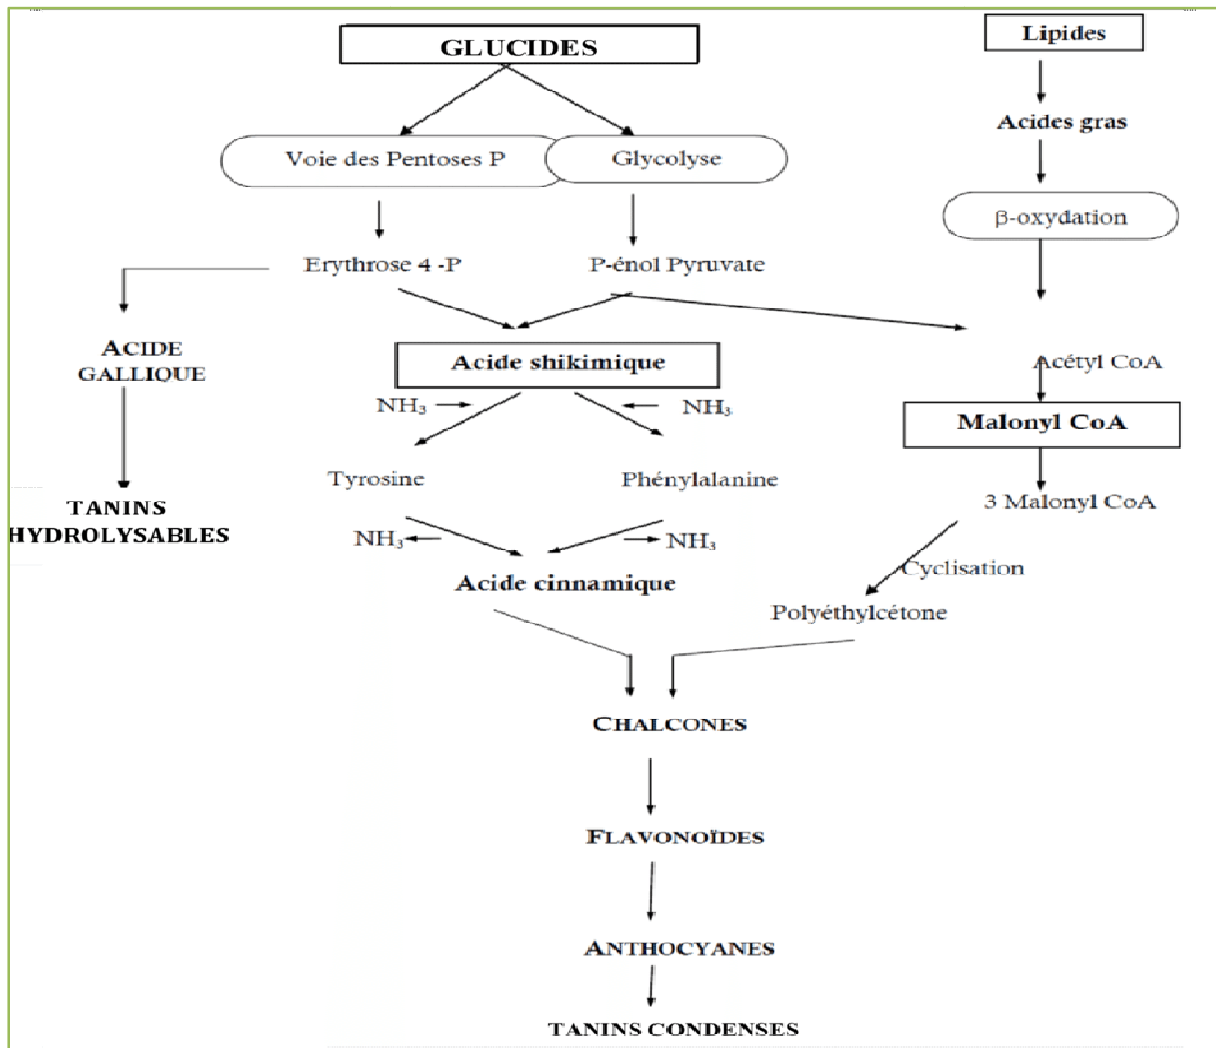 GLUCIDES
Lipides
Acides gras
Voie des Pentoses P
Glycolyse
β-oxydation
Erythrose 4 -P
P-énol Pyruvate
ACIDE
GALLIQUE
Acide shikimique
Acétyl CoA
NH₃
NH₃
Malonyl CoA
Tyrosine
Phénylalanine
3 Malonyl CoA
TANINS
HYDROLYSABLES
NH₃
NH₃
Cyclisation
Acide cinnamique
Polyéthylcétone
CHALCONES
FLAVONOÏDES
ANTHOCYANES
TANINS CONDENSES